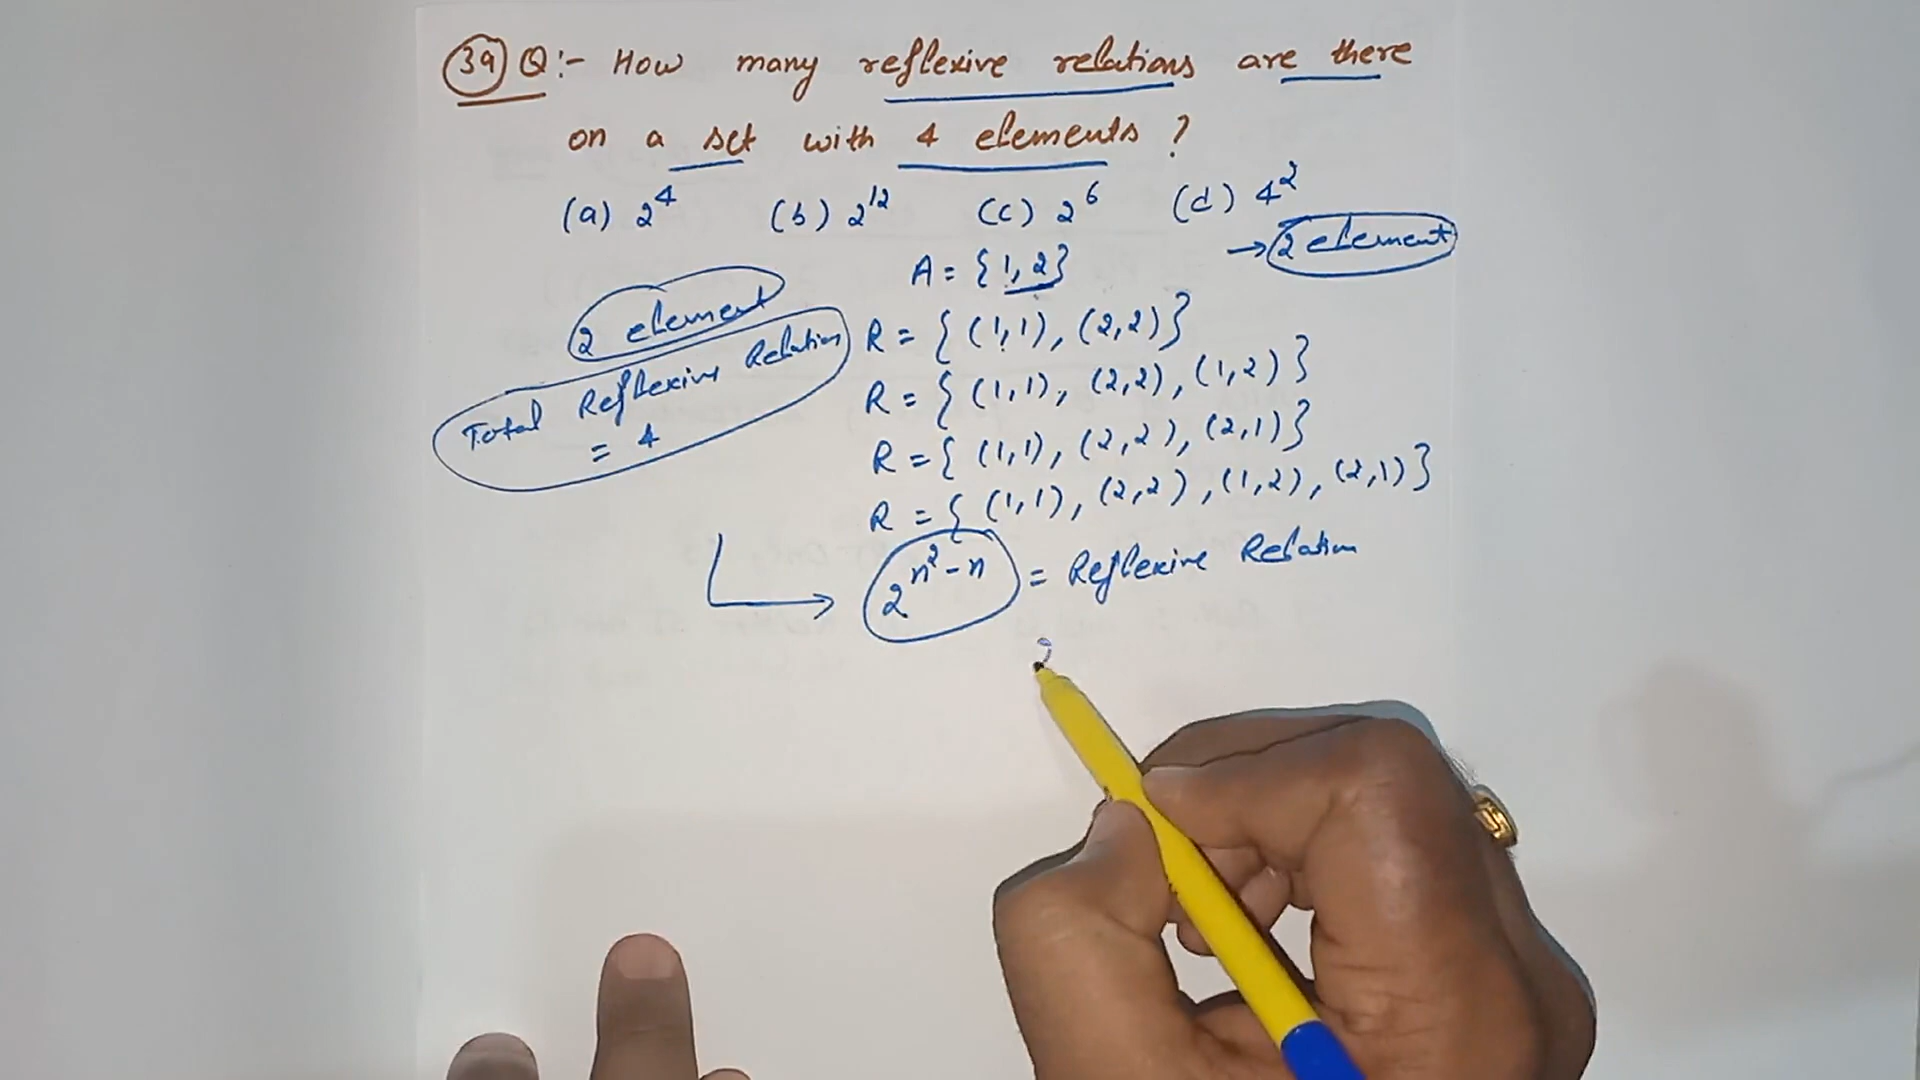 39 Q:- How many reflexive relations are there
on a set with 4 elements ?
(a) 2^4 (b) 2^12 (c) 2^6 (d) 4^2
→ 2 element
A = {1, 2}
2 element
Total Reflexive Relation
= 4
R = { (1,1), (2,2)}
R = { (1,1), (2,2), (1,2) }
R = { (1,1), (2,2), (2,1)}
R = { (1,1), (2,2), (1,2), (2,1)}
2^n²-n = Reflexive Relation